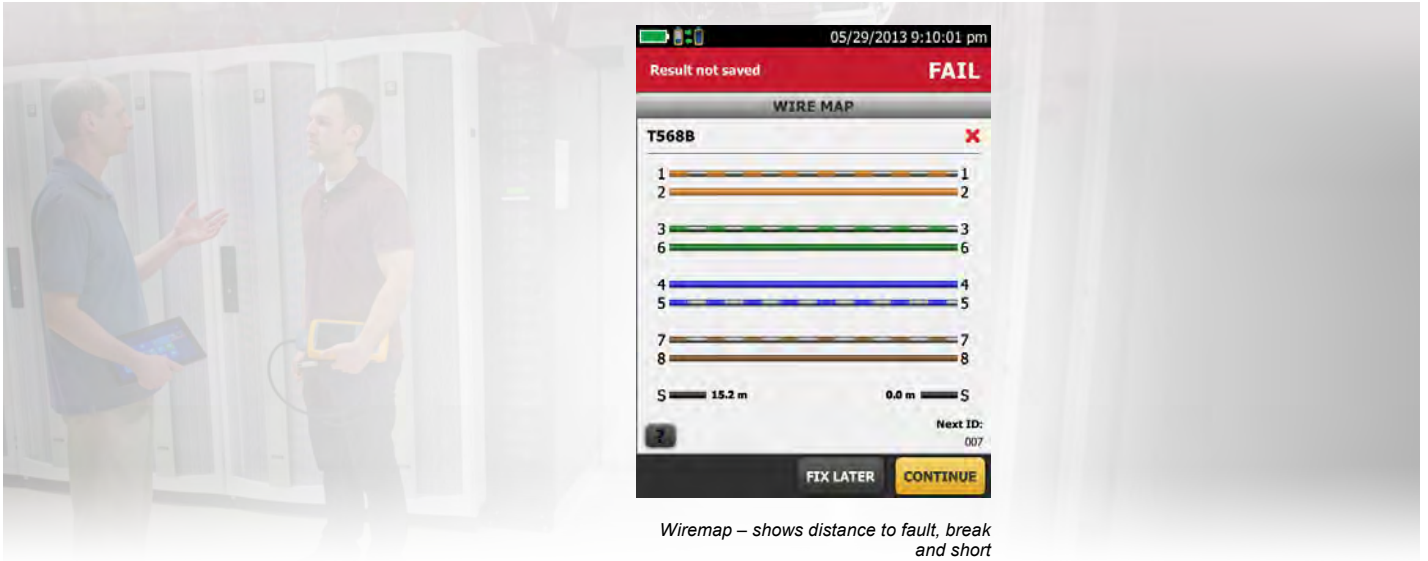 05/29/2013 9:10:01 pm
Result not saved FAIL
WIRE MAP
T568B
1 1
2 2
3 3
6 6
4 4
5 5
7 7
8 8
S 15.2 m 0.0 m S
Next ID:
? 007
FIX LATER CONTINUE
Wiremap – shows distance to fault, break
and short